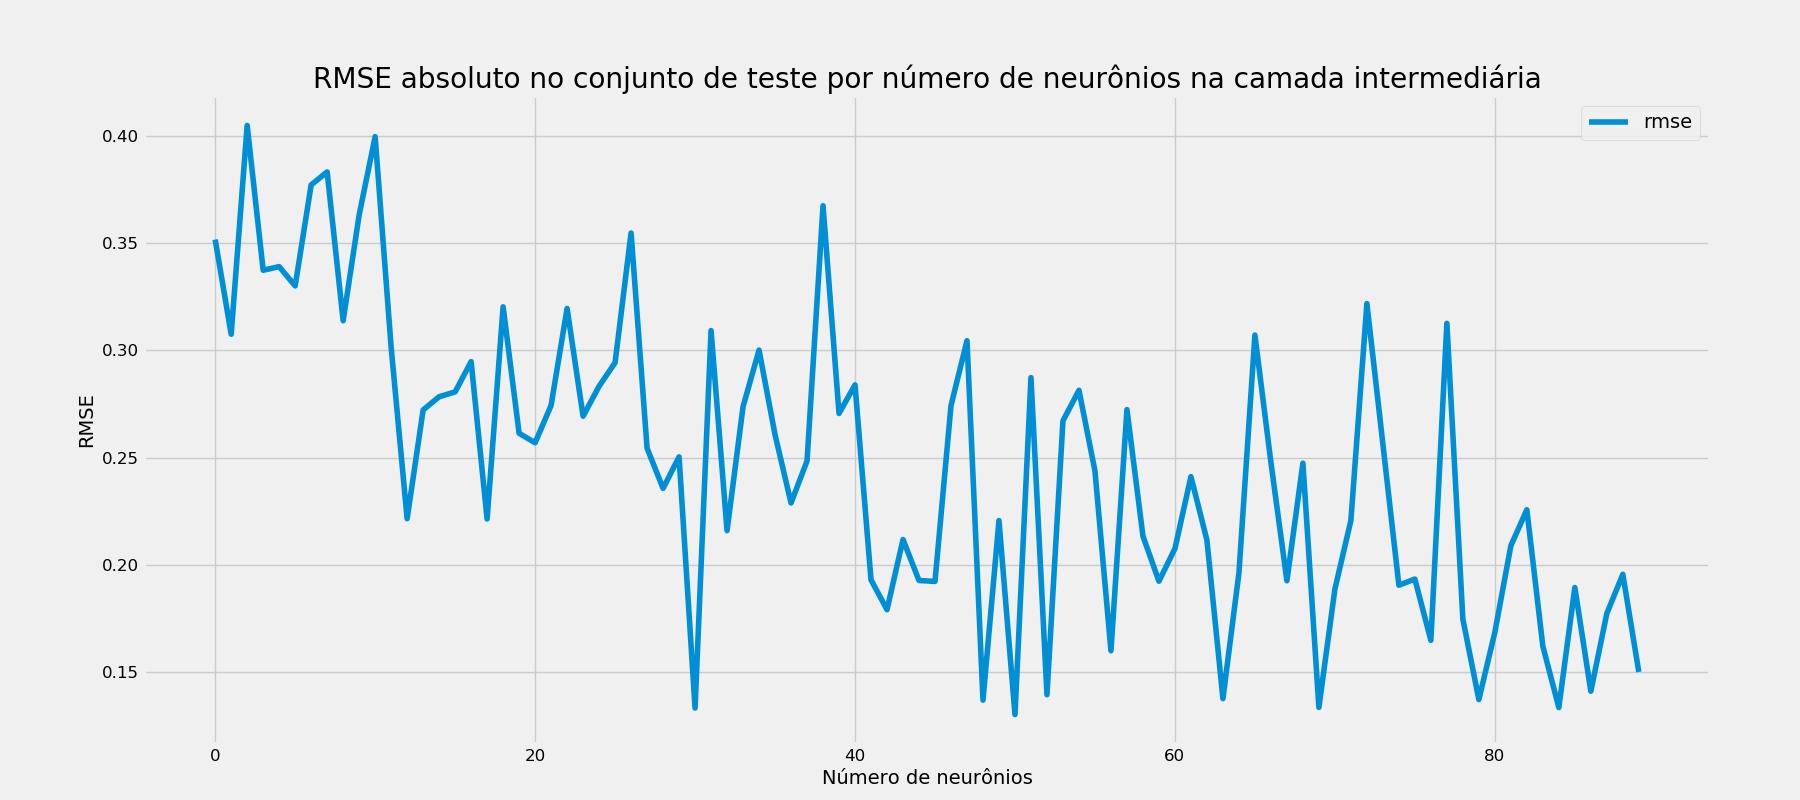 RMSE absoluto no conjunto de teste por número de neurônios na camada intermediária
rmse
0.40
0.35
0.30
0.25
0.20
0.15
RMSE
0 20 40 60 80
Número de neurônios